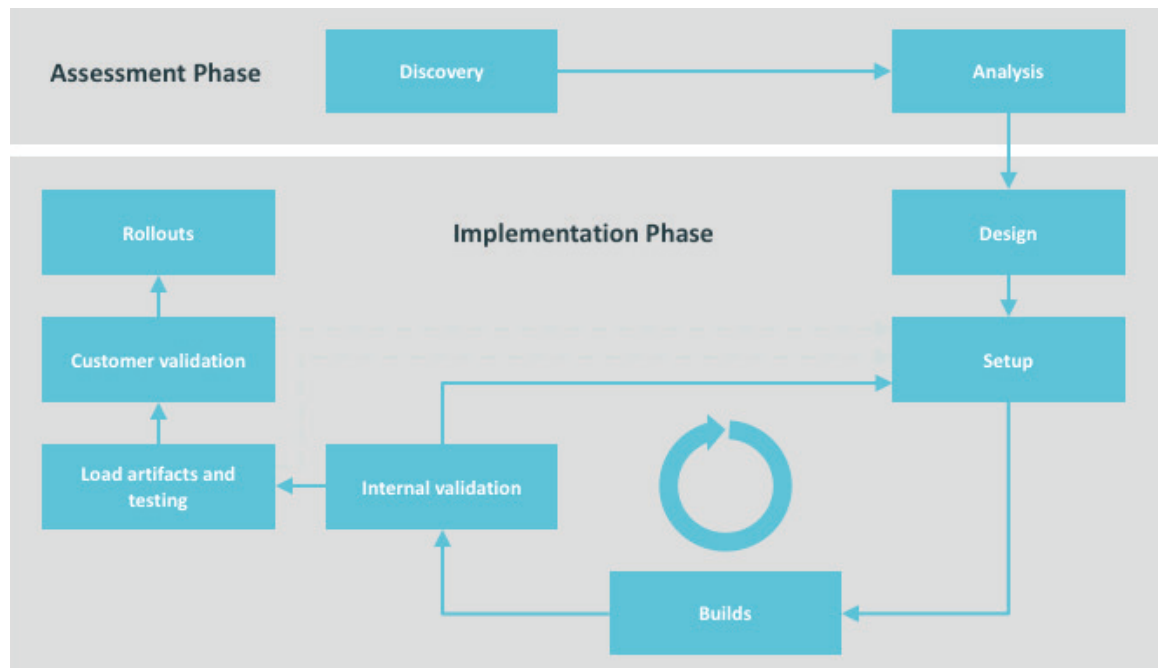 Assessment Phase
Discovery
Analysis
Implementation Phase
Rollouts
Design
Customer validation
Setup
Load artifacts and
testing
Internal validation
Builds